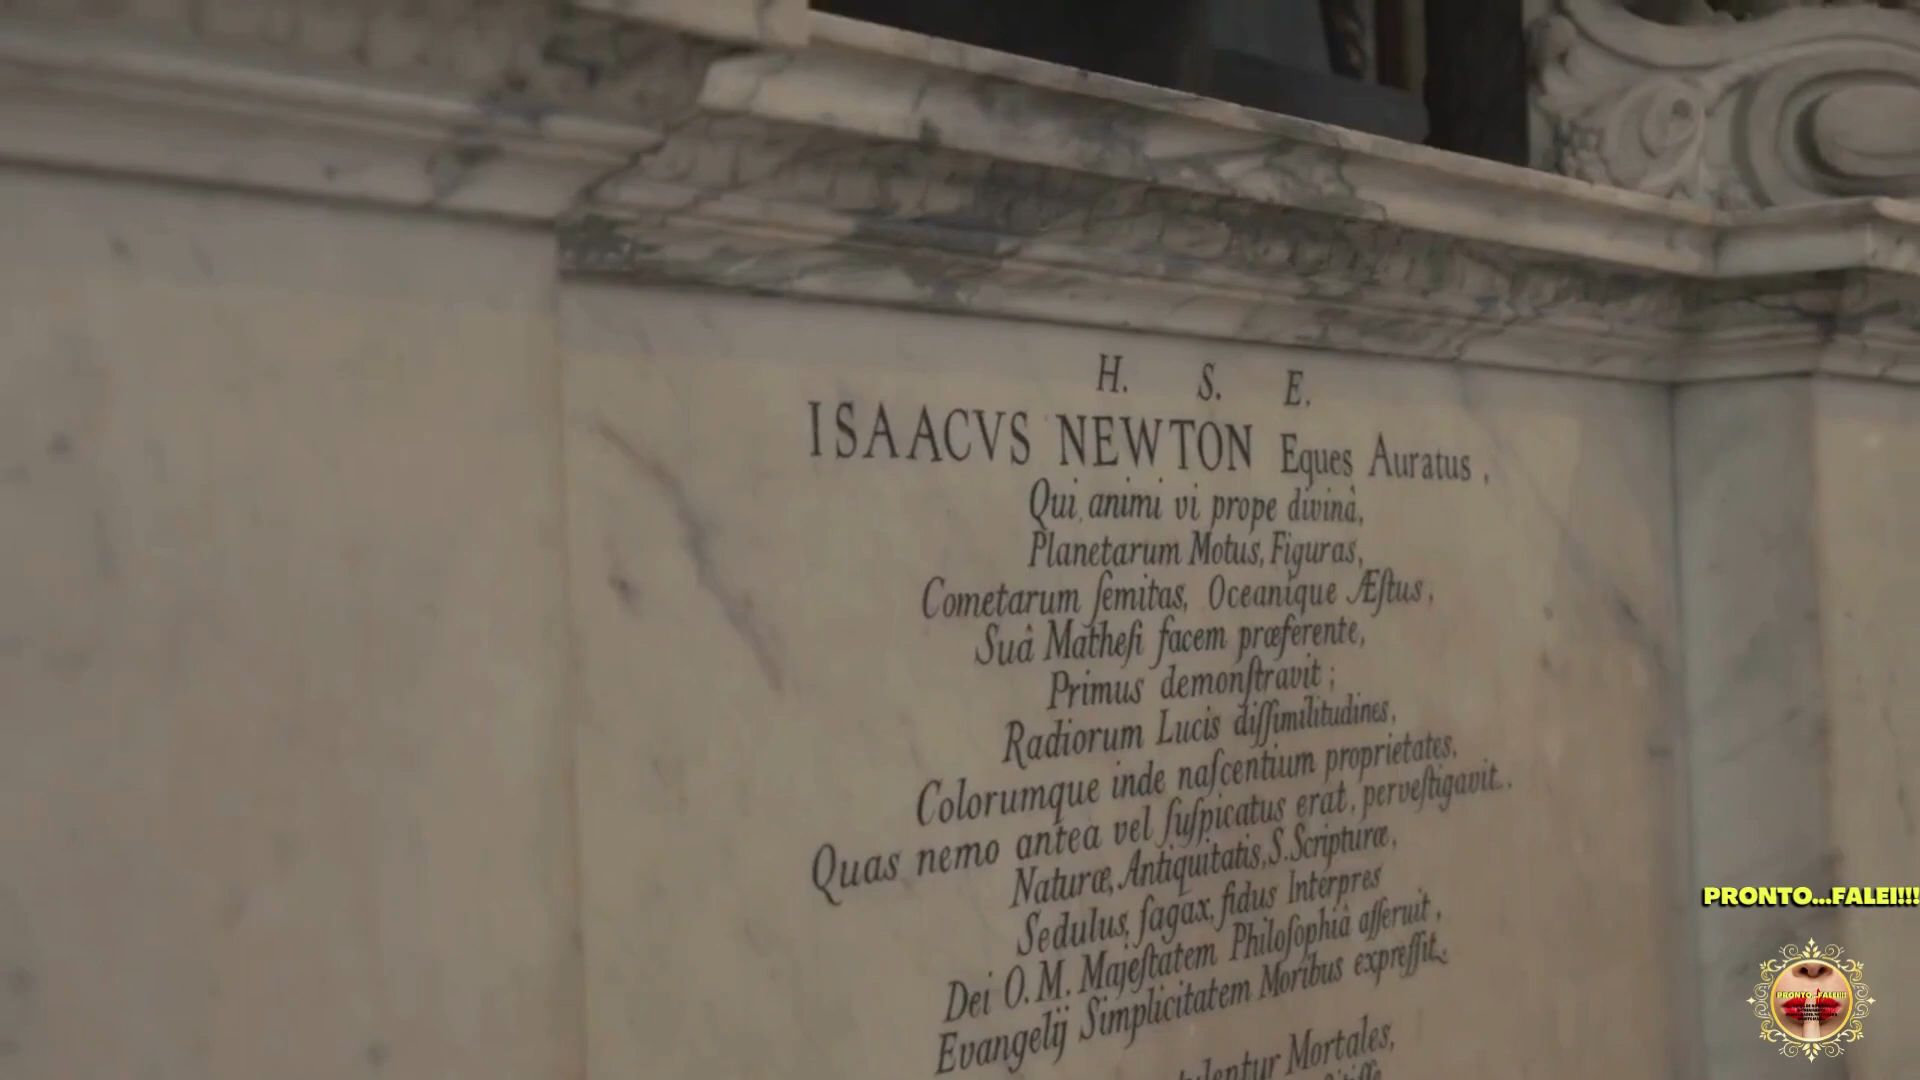 H. S. E.
ISAACVS NEWTON Eques Auratus,
Qui, animi vi prope divinâ,
Planetarum Motus, Figuras,
Cometarum ſemitas, Oceanique Æſtus,
Suâ Matheſi facem præferente,
Primus demonſtravit;
Radiorum Lucis diſſimilitudines,
Colorumque inde naſcentium proprietates,
Quas nemo antea vel ſuſpicatus erat, perveſtigavit.
Naturæ, Antiquitatis, S. Scripturæ,
Sedulus, ſagax, fidus Interpres
Dei O. M. Majeſtatem Philoſophiâ aſſeruit,
Evangelij Simplicitatem Moribus expreſſit.
Mortales,
PRONTO...FALEI!!!
PRONTO...FALEI!!!